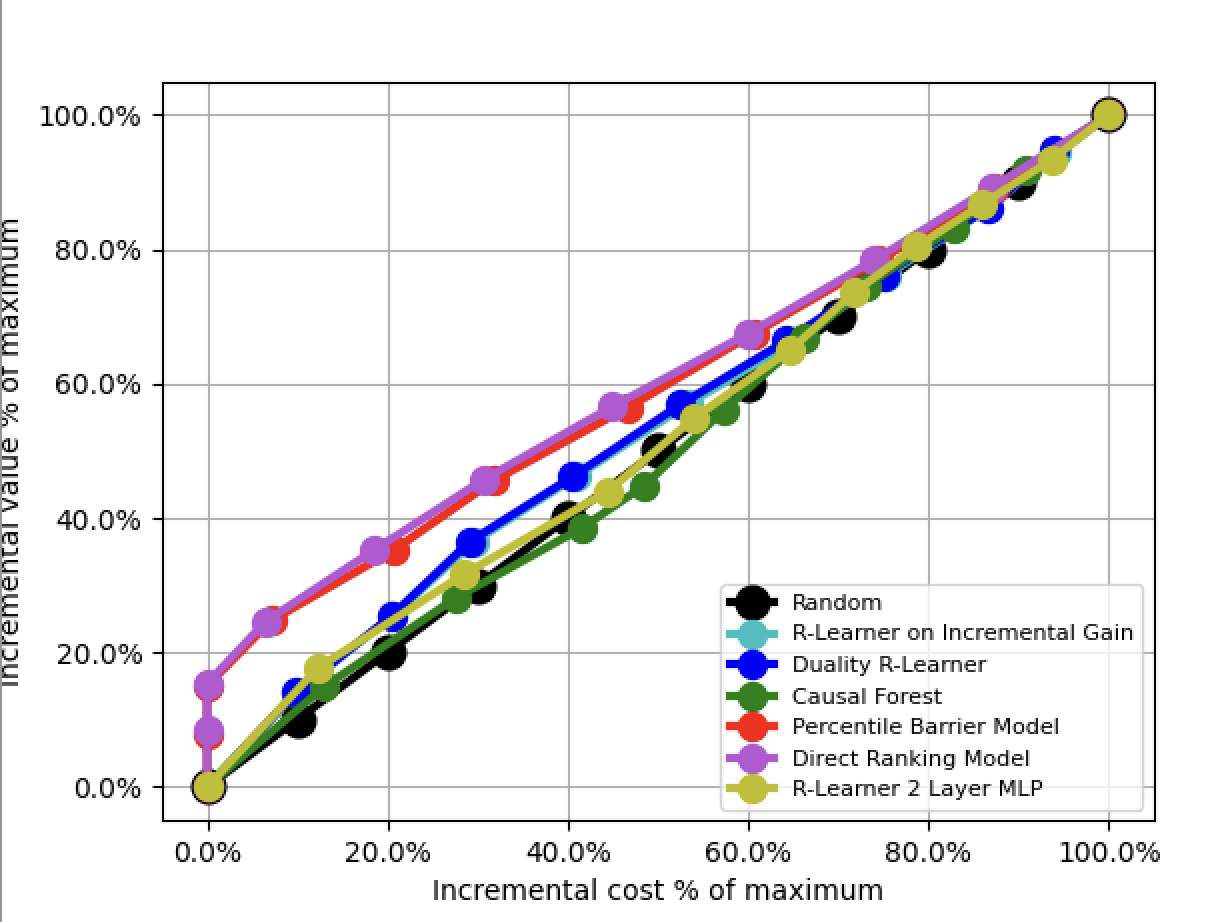 100.0%
80.0%
60.0%
40.0%
20.0%
0.0%
Incremental value % of maximum
0.0%
20.0%
40.0%
60.0%
80.0%
100.0%
Incremental cost % of maximum
Random
R-Learner on Incremental Gain
Duality R-Learner
Causal Forest
Percentile Barrier Model
Direct Ranking Model
R-Learner 2 Layer MLP